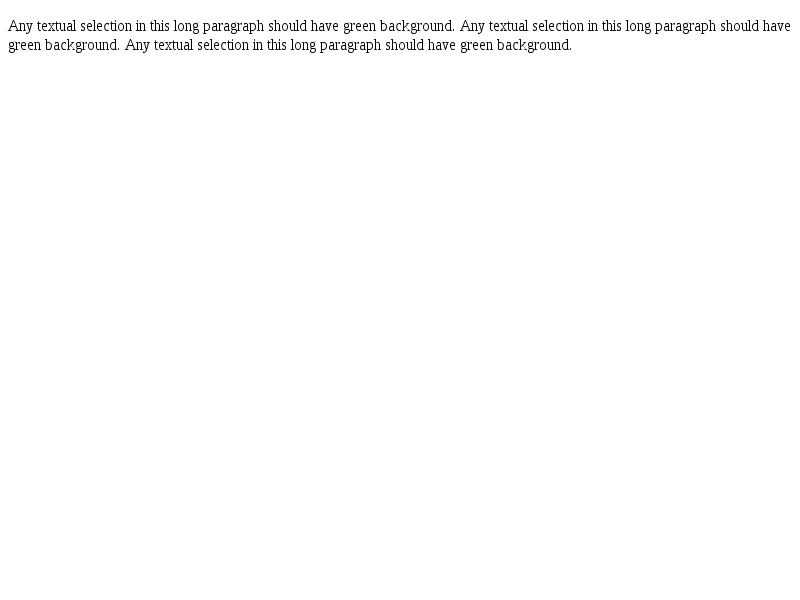 Any textual selection in this long paragraph should have green background. Any textual selection in this long paragraph should have
green background. Any textual selection in this long paragraph should have green background.